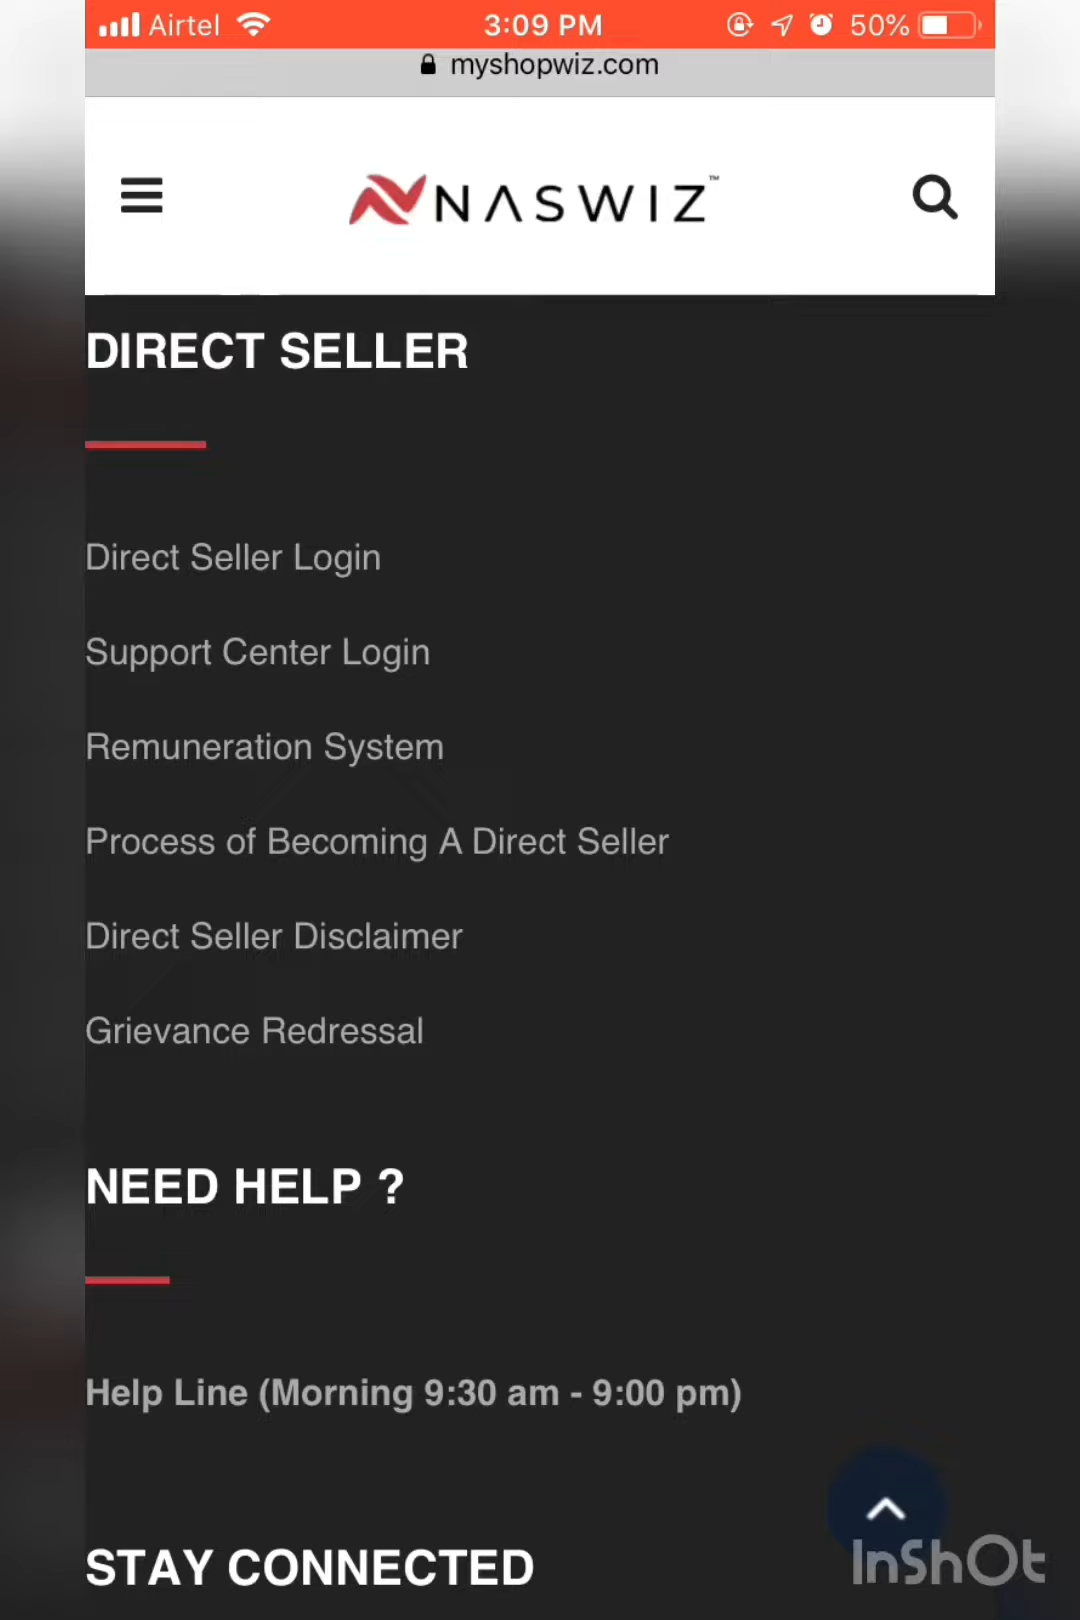 Airtel 3:09 PM 50%
myshopwiz.com
NASWIZ™
DIRECT SELLER
Direct Seller Login
Support Center Login
Remuneration System
Process of Becoming A Direct Seller
Direct Seller Disclaimer
Grievance Redressal
NEED HELP ?
Help Line (Morning 9:30 am - 9:00 pm)
STAY CONNECTED
InShOt